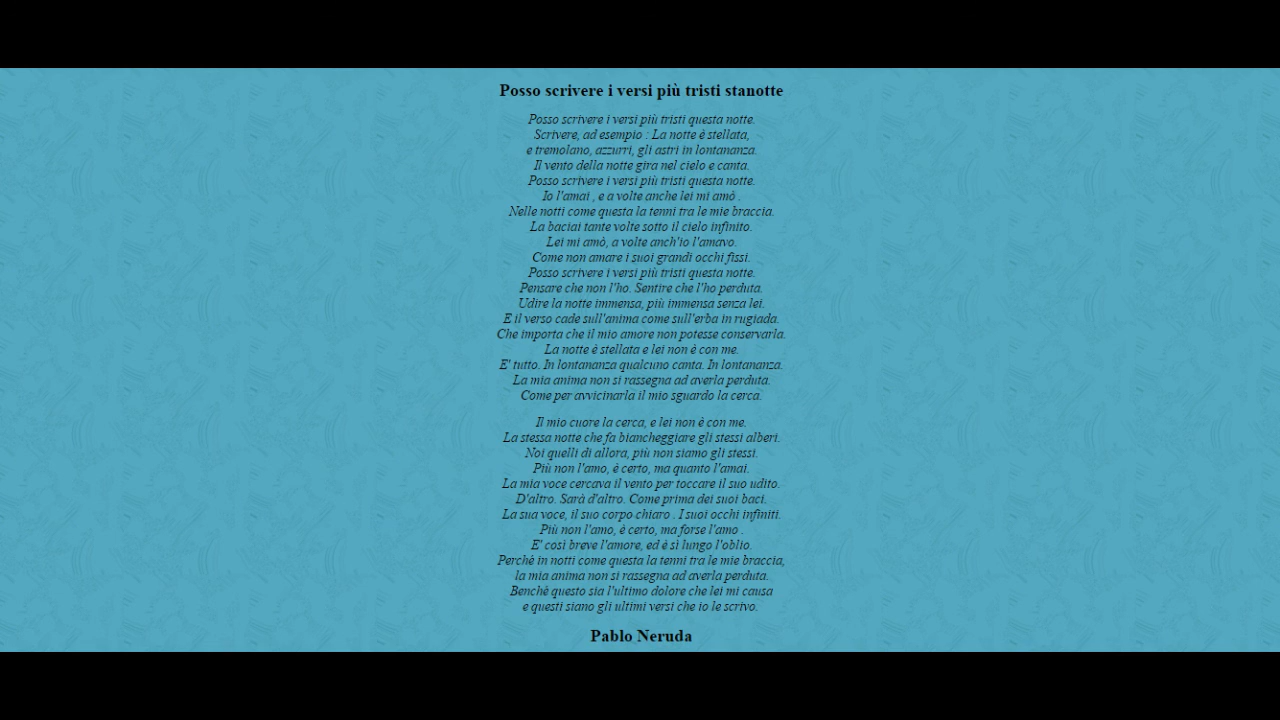 Posso scrivere i versi più tristi stanotte
Posso scrivere i versi più tristi questa notte.
Scrivere, ad esempio : La notte è stellata,
e tremolano, azzurri, gli astri in lontananza.
Il vento della notte gira nel cielo e canta.
Posso scrivere i versi più tristi questa notte.
Io l'amai , e a volte anche lei mi amò .
Nelle notti come questa la tenni tra le mie braccia.
La baciai tante volte sotto il cielo infinito.
Lei mi amò, a volte anch'io l'amavo.
Come non amare i suoi grandi occhi fissi.
Posso scrivere i versi più tristi questa notte.
Pensare che non l'ho. Sentire che l'ho perduta.
Udire la notte immensa, più immensa senza lei.
E il verso cade sull'anima come sull'erba in rugiada.
Che importa che il mio amore non potesse conservarla.
La notte è stellata e lei non è con me.
E' tutto. In lontananza qualcuno canta. In lontananza.
La mia anima non si rassegna ad averla perduta.
Come per avvicinarla il mio sguardo la cerca.
Il mio cuore la cerca, e lei non è con me.
La stessa notte che fa biancheggiare gli stessi alberi.
Noi quelli di allora, più non siamo gli stessi.
Più non l'amo, è certo, ma quanto l'amai.
La mia voce cercava il vento per toccare il suo udito.
D'altro. Sarà d'altro. Come prima dei suoi baci.
La sua voce, il suo corpo chiaro . I suoi occhi infiniti.
Più non l'amo, è certo, ma forse l'amo .
E' così breve l'amore, ed è sì lungo l'oblio.
Perchè in notti come questa la tenni tra le mie braccia,
la mia anima non si rassegna ad averla perduta.
Benchè questo sia l'ultimo dolore che lei mi causa
e questi siano gli ultimi versi che io le scrivo.
Pablo Neruda